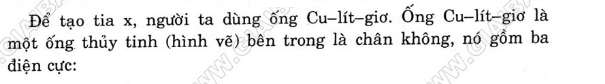 Để tạo tia x, người ta dùng ống Cu–lít–giơ. Ống Cu–lít–giơ là
một ống thủy tinh (hình vẽ) bên trong là chân không, nó gồm ba
điện cực: